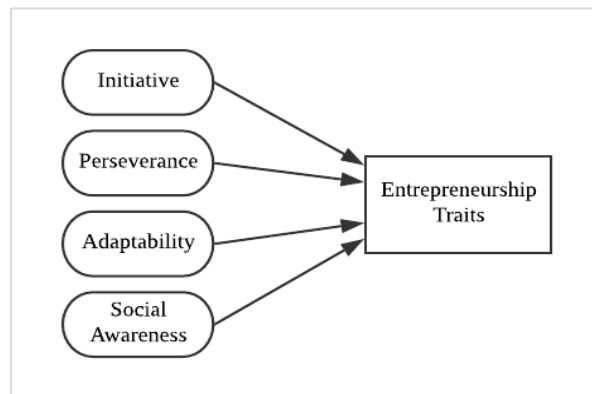 Initiative
Perseverance
Adaptability
Social
Awareness
Entrepreneurship
Traits